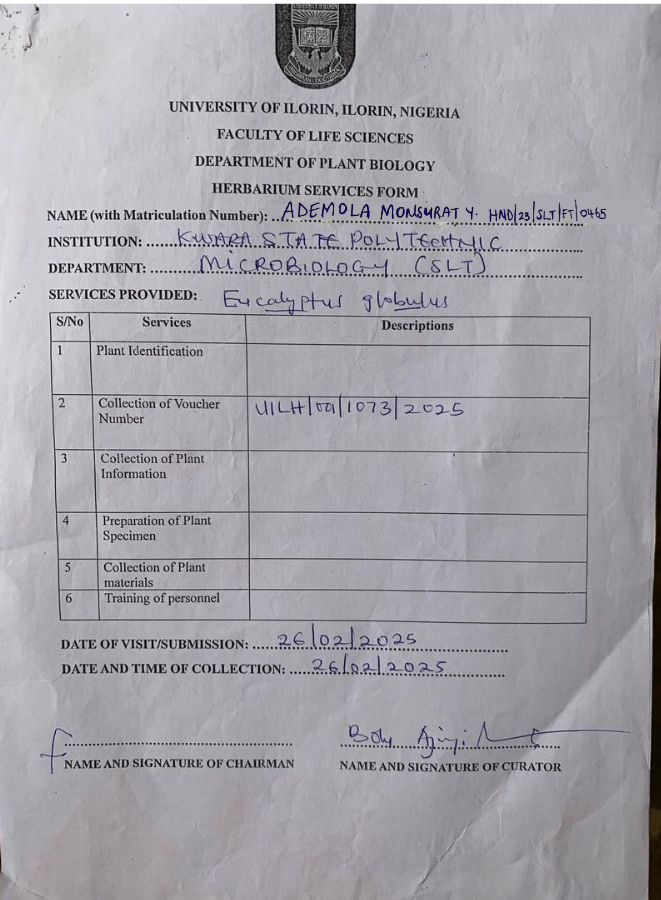 UNIVERSITY OF ILORIN, ILORIN, NIGERIA
FACULTY OF LIFE SCIENCES
DEPARTMENT OF PLANT BIOLOGY
HERBARIUM SERVICES FORM
NAME (with Matriculation Number): ..ADEMOLA MONSURAT Y. HND/23/SLT/FT/0465
INSTITUTION: ......KWARA STATE POLYTECHNIC
DEPARTMENT: ..........MICROBIOLOGY (SLT)
SERVICES PROVIDED: Eucalyptus globulus
S/No Services Descriptions
1 Plant Identification
2 Collection of Voucher UILH/001/1073/2025
Number
3 Collection of Plant
Information
4 Preparation of Plant
Specimen
5 Collection of Plant
materials
6 Training of personnel
DATE OF VISIT/SUBMISSION: .....26/02/2025
DATE AND TIME OF COLLECTION: .....26/02/2025
NAME AND SIGNATURE OF CHAIRMAN NAME AND SIGNATURE OF CURATOR